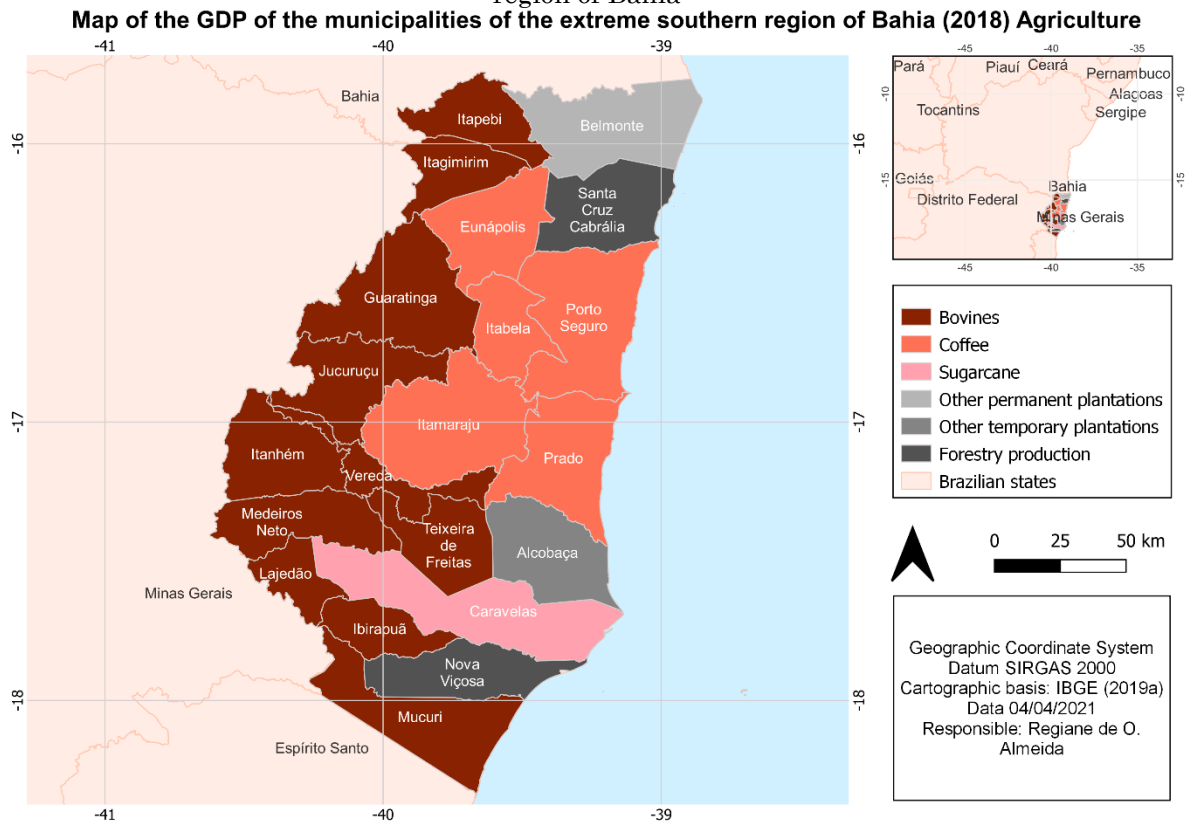 region of Bahia
Map of the GDP of the municipalities of the extreme southern region of Bahia (2018) Agriculture
-41
-40
-39
-16
-17
-18
-16
-17
-18
-41
-40
-39
Bahia
Itapebi
Belmonte
Itagimirim
Santa
Cruz
Cabrália
Eunápolis
Guaratinga
Porto
Seguro
Itabela
Jucuruçu
Itamaraju
Itanhém
Prado
Vereda
Medeiros
Neto
Teixeira
de
Freitas
Alcobaça
Lajedão
Minas Gerais
Caravelas
Ibirapuã
Nova
Viçosa
Mucuri
Espírito Santo
-45
-40
-35
Pará
Piauí
Ceará
Pernambuco
-10
-10
Alagoas
Tocantins
Sergipe
-15
-15
Goiás
Bahia
Distrito Federal
Minas Gerais
-45
-40
-35
Bovines
Coffee
Sugarcane
Other permanent plantations
Other temporary plantations
Forestry production
Brazilian states
0 25 50 km
Geographic Coordinate System
Datum SIRGAS 2000
Cartographic basis: IBGE (2019a)
Data 04/04/2021
Responsible: Regiane de O.
Almeida